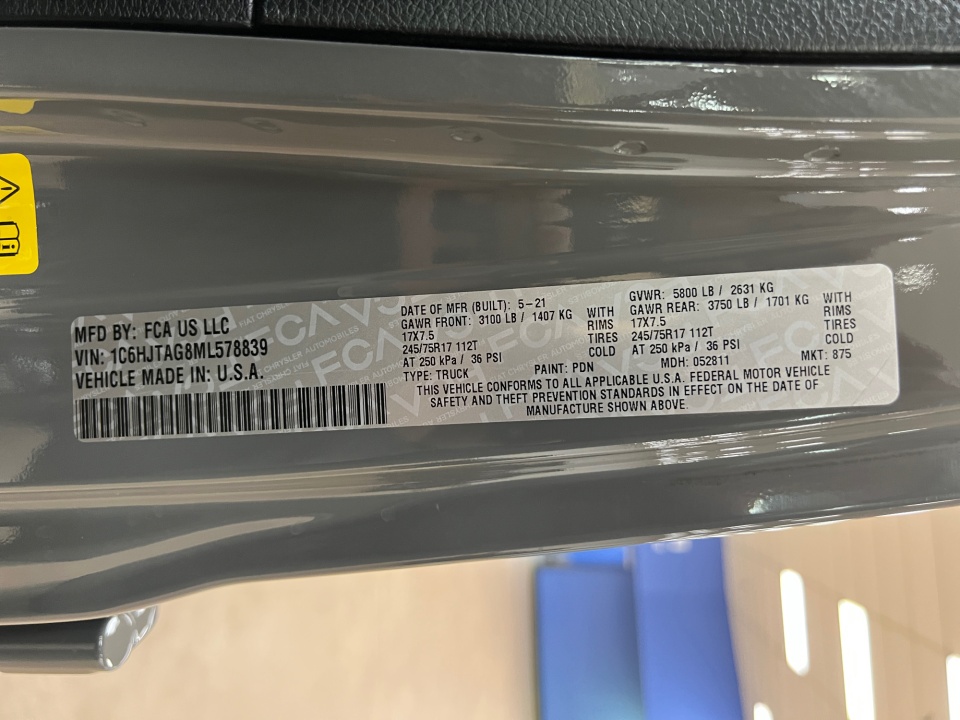 MFD BY: FCA US LLC
VIN: 1C6HJTAG8ML578839
VEHICLE MADE IN: U.S.A.
DATE OF MFR (BUILT): 5-21
GAWR FRONT: 3100 LB / 1407 KG WITH
17X7.5 RIMS
245/75R17 112T TIRES
AT 250 kPa / 36 PSI COLD
TYPE: TRUCK PAINT: PDN
GVWR: 5800 LB / 2631 KG
GAWR REAR: 3750 LB / 1701 KG WITH
17X7.5 RIMS
245/75R17 112T TIRES
AT 250 kPa / 36 PSI COLD
MDH: 052811 MKT: 875
THIS VEHICLE CONFORMS TO ALL APPLICABLE U.S.A. FEDERAL MOTOR VEHICLE
SAFETY AND THEFT PREVENTION STANDARDS IN EFFECT ON THE DATE OF
MANUFACTURE SHOWN ABOVE.